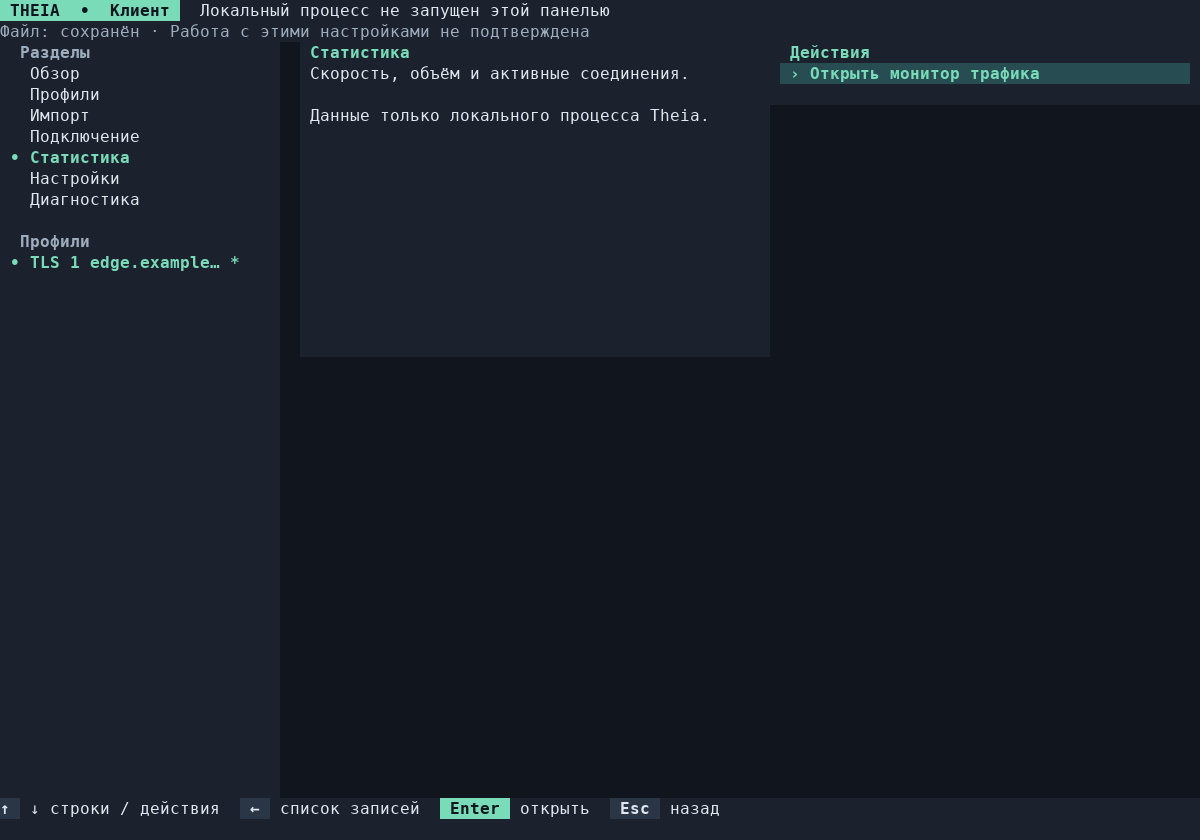 THEIA • Клиент Локальный процесс не запущен этой панелью
Файл: сохранён · Работа с этими настройками не подтверждена
Разделы
Обзор
Профили
Импорт
Подключение
• Статистика
Настройки
Диагностика
Профили
• TLS 1 edge.example… *
Статистика
Скорость, объём и активные соединения.
Данные только локального процесса Theia.
Действия
› Открыть монитор трафика
↑ ↓ строки / действия ← список записей Enter открыть Esc назад